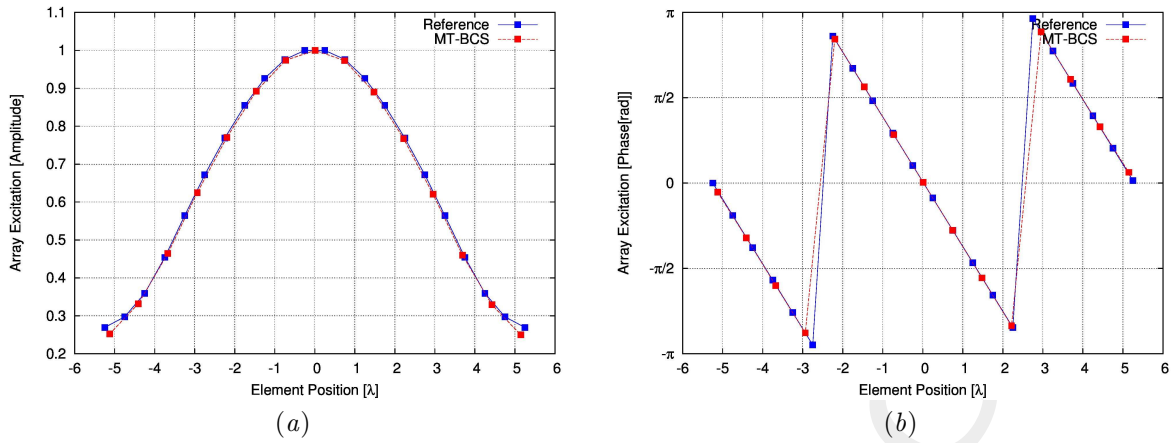 1.1
1
0.9
0.8
0.7
0.6
0.5
0.4
0.3
0.2
-6 -5 -4 -3 -2 -1 0 1 2 3 4 5 6
Array Excitation [Amplitude]
Element Position [λ]
Reference
MT-BCS
(a)
π
π/2
0
-π/2
-π
-6 -5 -4 -3 -2 -1 0 1 2 3 4 5 6
Array Excitation [Phase[rad]]
Element Position [λ]
Reference
MT-BCS
(b)